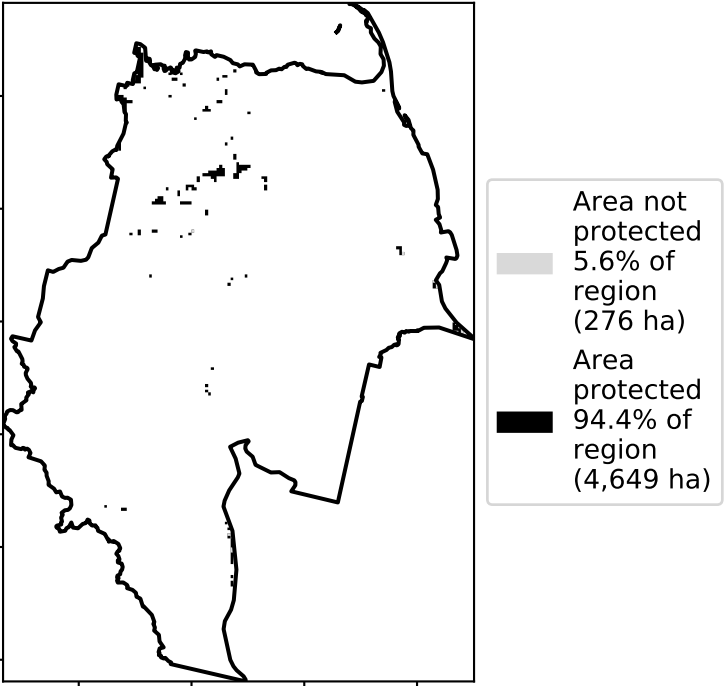 Area not
protected
5.6% of
region
(276 ha)
Area
protected
94.4% of
region
(4,649 ha)